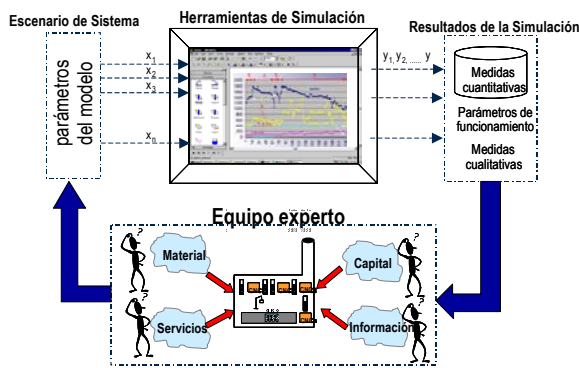 Escenario de Sistema
Herramientas de Simulación
Resultados de la Simulación
parámetros
del modelo
x1
x2
x3
xn
y1, y2, ...... y
Medidas
cuantitativas
Parámetros de
funcionamiento
Medidas
cualitativas
Equipo experto
Material
Capital
Servicios
Información